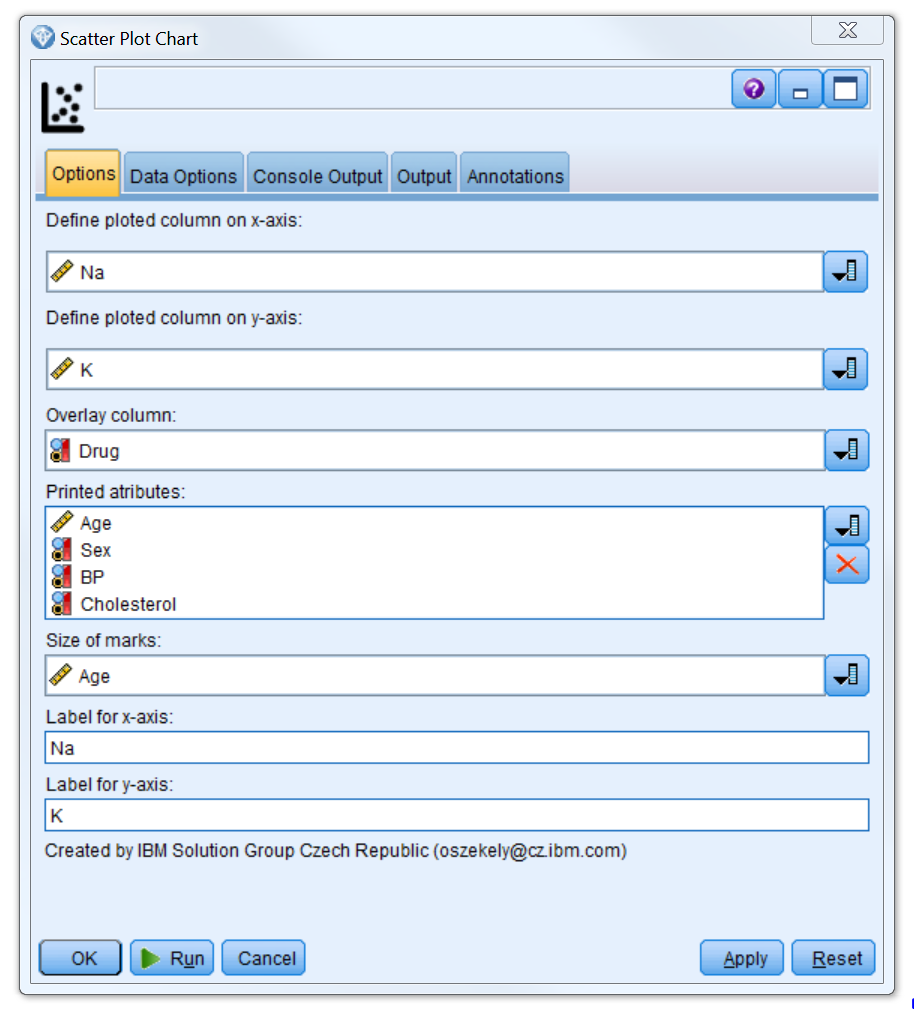 Scatter Plot Chart
Options Data Options Console Output Output Annotations
Define ploted column on x-axis:
Na
Define ploted column on y-axis:
K
Overlay column:
Drug
Printed atributes:
Age
Sex
BP
Cholesterol
Size of marks:
Age
Label for x-axis:
Na
Label for y-axis:
K
Created by IBM Solution Group Czech Republic (oszekely@cz.ibm.com)
OK Run Cancel Apply Reset